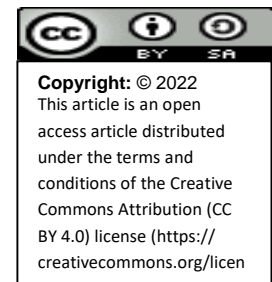 cc
BY SA
Copyright: © 2022
This article is an open
access article distributed
under the terms and
conditions of the Creative
Commons Attribution (CC
BY 4.0) license (https://
creativecommons.org/licen